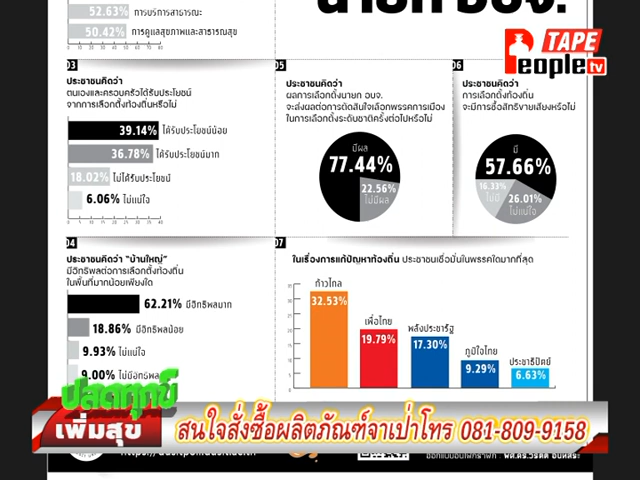 นายก อบจ.
TAPE
People tv
52.63% การบริการสาธารณะ
50.42% การดูแลสุขภาพและสาธารณสุข
0 10 20 30 40 50 60 70 80
03
ประชาชนคิดว่า
ตนเองและครอบครัวได้รับประโยชน์
จากการเลือกตั้งท้องถิ่นหรือไม่
39.14% ได้รับประโยชน์น้อย
36.78% ได้รับประโยชน์มาก
18.02% ไม่ได้รับประโยชน์
6.06% ไม่แน่ใจ
05
ประชาชนคิดว่า
ผลการเลือกตั้งนายก อบจ.
จะส่งผลต่อการตัดสินใจเลือกพรรคการเมือง
ในการเลือกตั้งระดับชาติครั้งต่อไปหรือไม่
มีผล
77.44%
22.56%
ไม่มีผล
06
ประชาชนคิดว่า
การเลือกตั้งท้องถิ่น
จะมีการซื้อสิทธิขายเสียงหรือไม่
มี
57.66%
16.33%
ไม่มี
26.01%
ไม่แน่ใจ
04
ประชาชนคิดว่า "บ้านใหญ่"
มีอิทธิพลต่อการเลือกตั้งท้องถิ่น
ในพื้นที่มากน้อยเพียงใด
62.21% มีอิทธิพลมาก
18.86% มีอิทธิพลน้อย
9.93% ไม่แน่ใจ
9.00% ไม่มีอิทธิพล
07
ในเรื่องการแก้ปัญหาท้องถิ่น ประชาชนเชื่อมั่นในพรรคใดมากที่สุด
ก้าวไกล
32.53%
เพื่อไทย
19.79%
พลังประชารัฐ
17.30%
ภูมิใจไทย
9.29%
ประชาธิปัตย์
6.63%
ปลดทุกข์
เพิ่มสุข
สนใจสั่งซื้อผลิตภัณฑ์จาเป่าโทร 081-809-9158